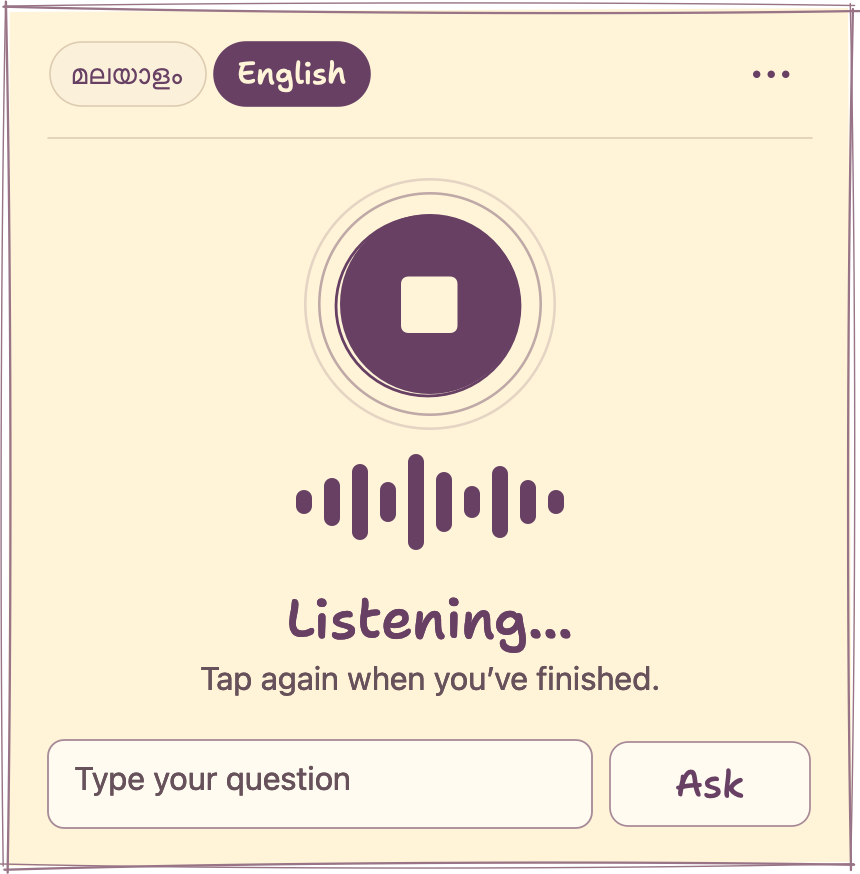 മലയാളം English
Listening...
Tap again when you’ve finished.
Type your question
Ask